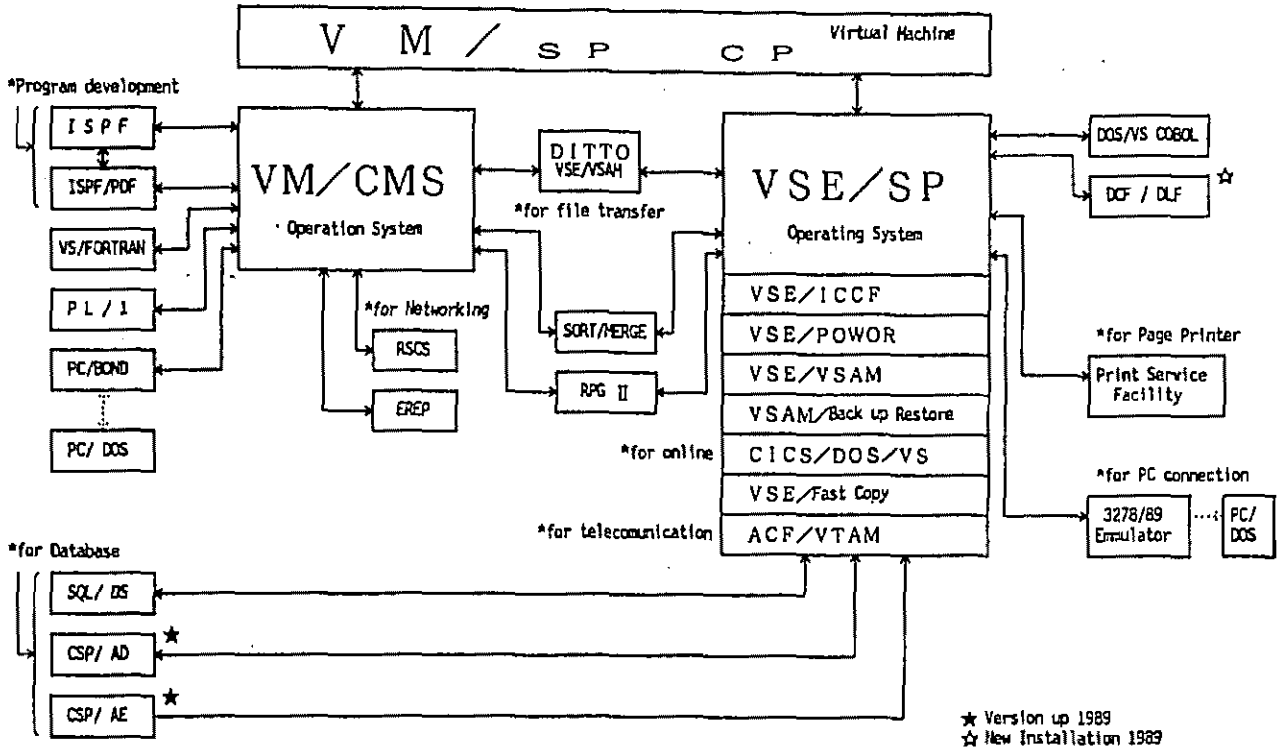 V M / SP CP Virtual Machine
*Program development
ISPF
ISPF/PDF
VS/FORTRAN
PL/1
PC/BOND
PC/ DOS
VM/CMS
Operation System
*for Networking
RSCS
EREP
DITTO
VSE/VSAM
*for file transfer
SORT/MERGE
RPG II
VSE/SP
Operating System
VSE/ICCF
VSE/POWOR
VSE/VSAM
VSAM/Back up Restore
*for online
CICS/DOS/VS
VSE/Fast Copy
*for telecomunication
ACF/VTAM
DOS/VS COBOL
DCF / DLF ☆
*for Page Printer
Print Service
Facility
*for PC connection
3278/89
Emmulator
PC/
DOS
*for Database
SQL/ DS
CSP/ AD ★
CSP/ AE ★
★ Version up 1989
☆ New Installation 1989